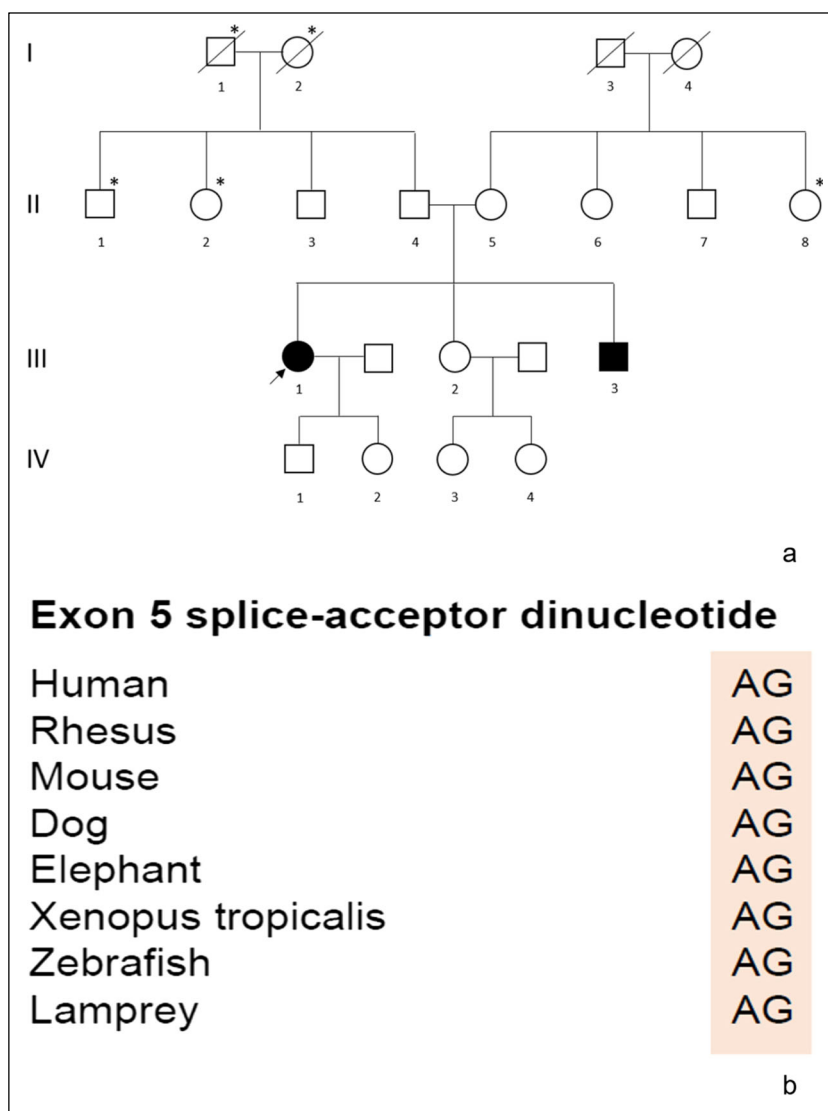 I
* *
1 2 3 4
II
* * *
1 2 3 4 5 6 7 8
III
1 2 3
IV
1 2 3 4
a
Exon 5 splice-acceptor dinucleotide
Human AG
Rhesus AG
Mouse AG
Dog AG
Elephant AG
Xenopus tropicalis AG
Zebrafish AG
Lamprey AG
b